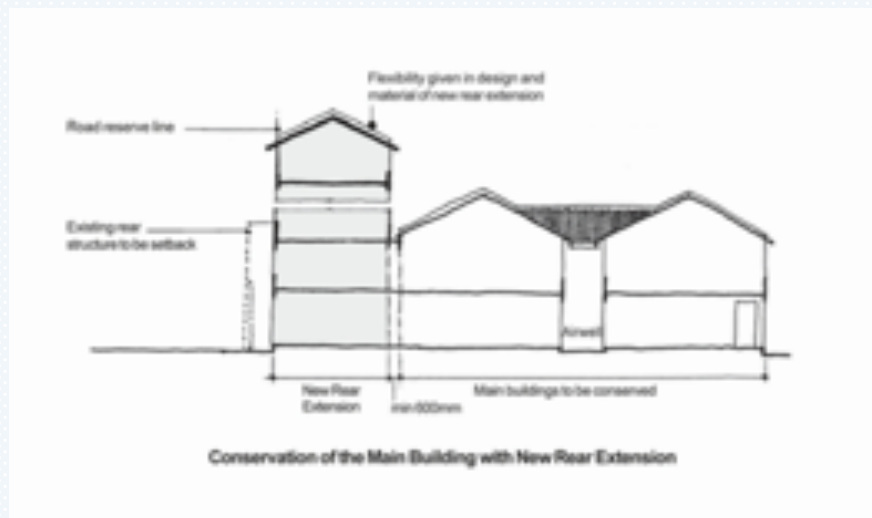 Flexibility given in design and
material of new rear extension
Road reserve line
Existing rear
structure to be setback
Airwell
New Rear
Extension
min 600mm
Main buildings to be conserved
Conservation of the Main Building with New Rear Extension